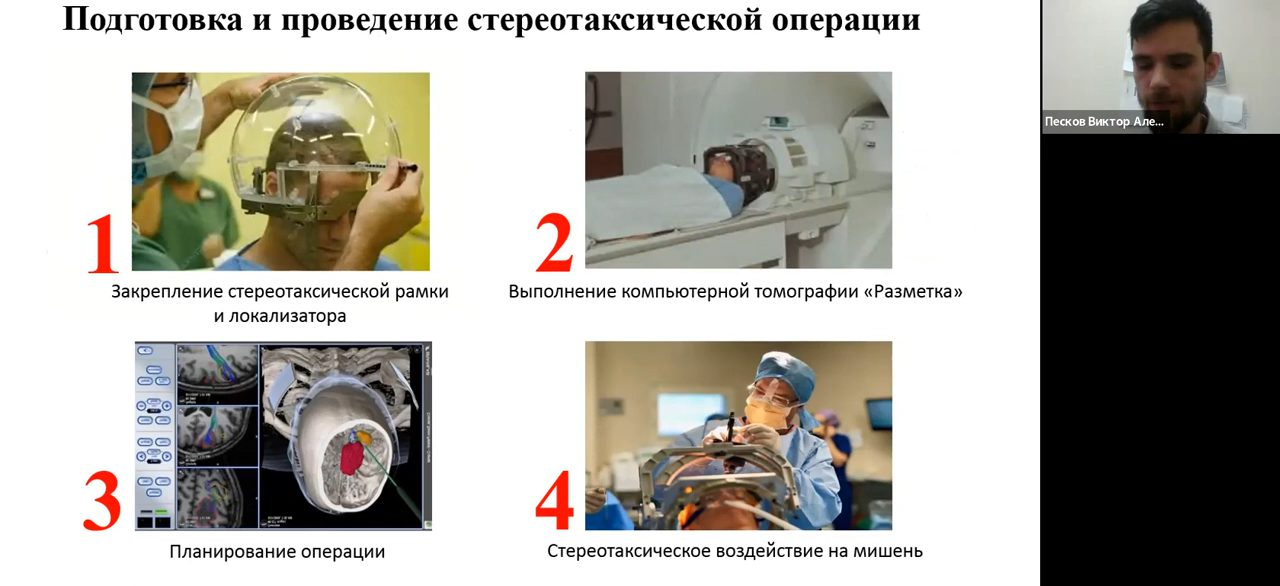 Подготовка и проведение стереотаксической операции
1
Закрепление стереотаксической рамки
и локализатора
2
Выполнение компьютерной томографии «Разметка»
3
Планирование операции
4
Стереотаксическое воздействие на мишень
Песков Виктор Але...